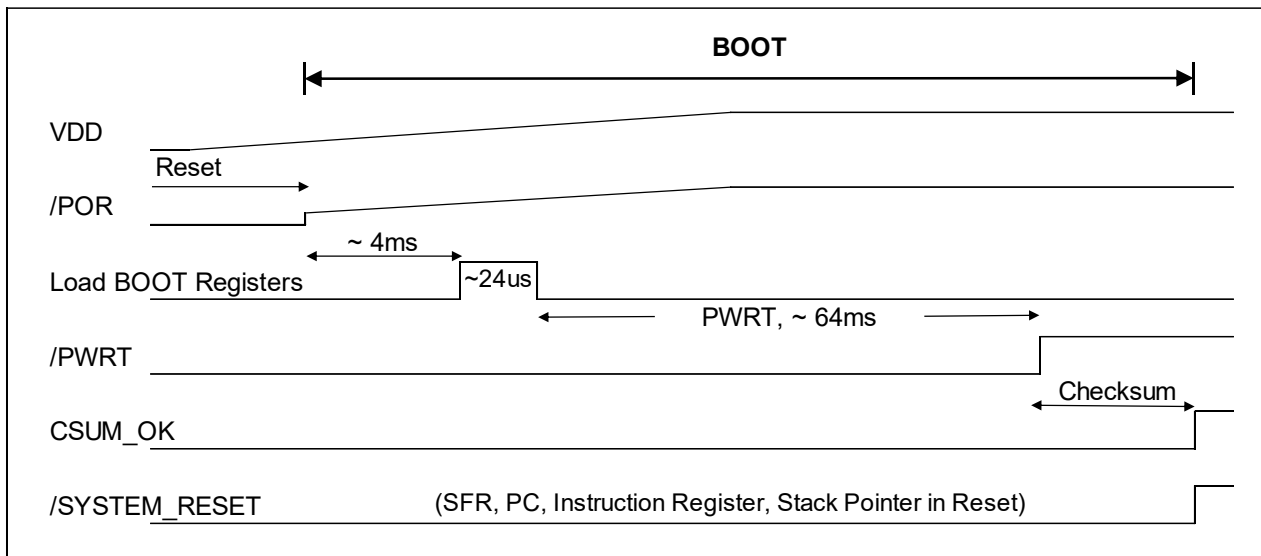 BOOT
VDD
Reset
/POR
~ 4ms
Load BOOT Registers
~24us
PWRT, ~ 64ms
/PWRT
Checksum
CSUM_OK
/SYSTEM_RESET
(SFR, PC, Instruction Register, Stack Pointer in Reset)